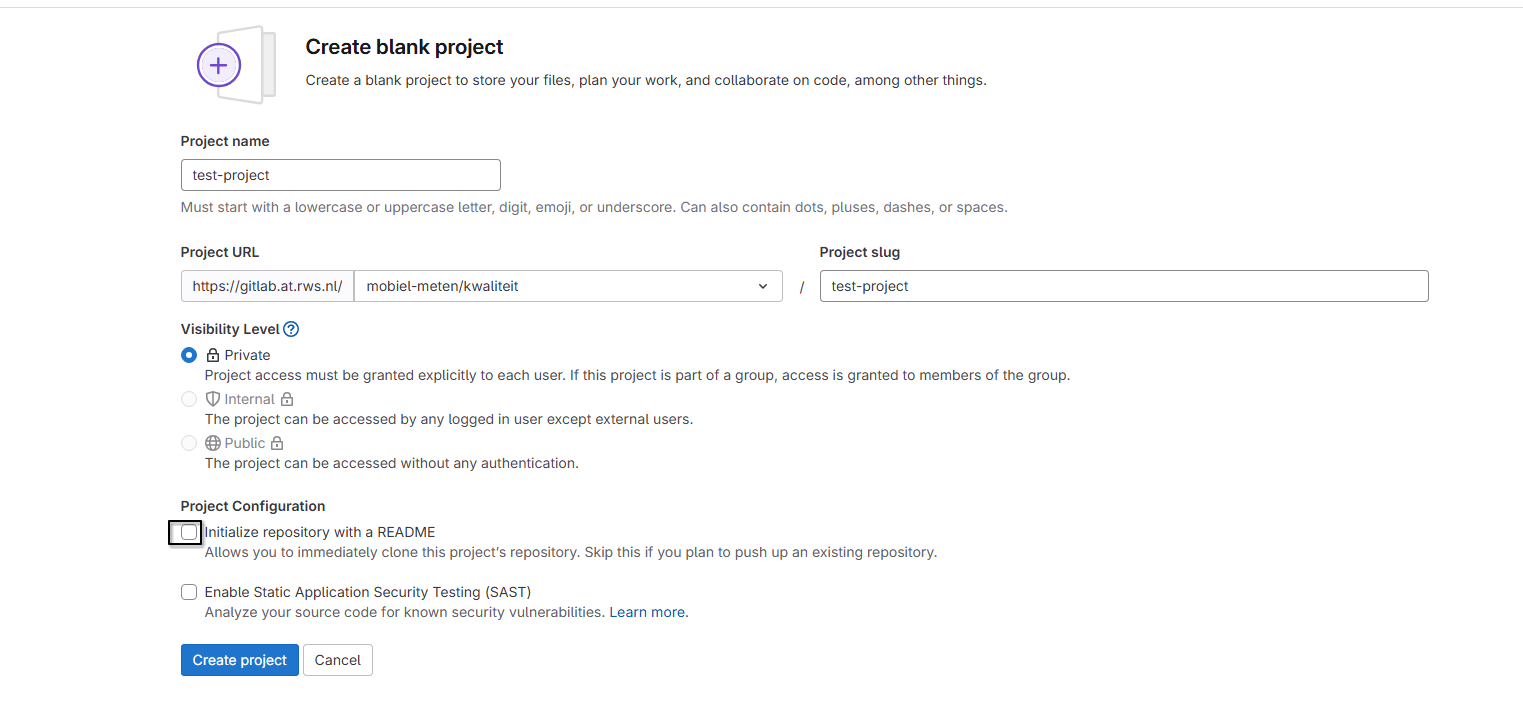 Create blank project
Create a blank project to store your files, plan your work, and collaborate on code, among other things.
Project name
test-project
Must start with a lowercase or uppercase letter, digit, emoji, or underscore. Can also contain dots, pluses, dashes, or spaces.
Project URL
https://gitlab.at.rws.nl/ mobiel-meten/kwaliteit
/
Project slug
test-project
Visibility Level
Private
Project access must be granted explicitly to each user. If this project is part of a group, access is granted to members of the group.
Internal
The project can be accessed by any logged in user except external users.
Public
The project can be accessed without any authentication.
Project Configuration
Initialize repository with a README
Allows you to immediately clone this project's repository. Skip this if you plan to push up an existing repository.
Enable Static Application Security Testing (SAST)
Analyze your source code for known security vulnerabilities. Learn more.
Create project Cancel